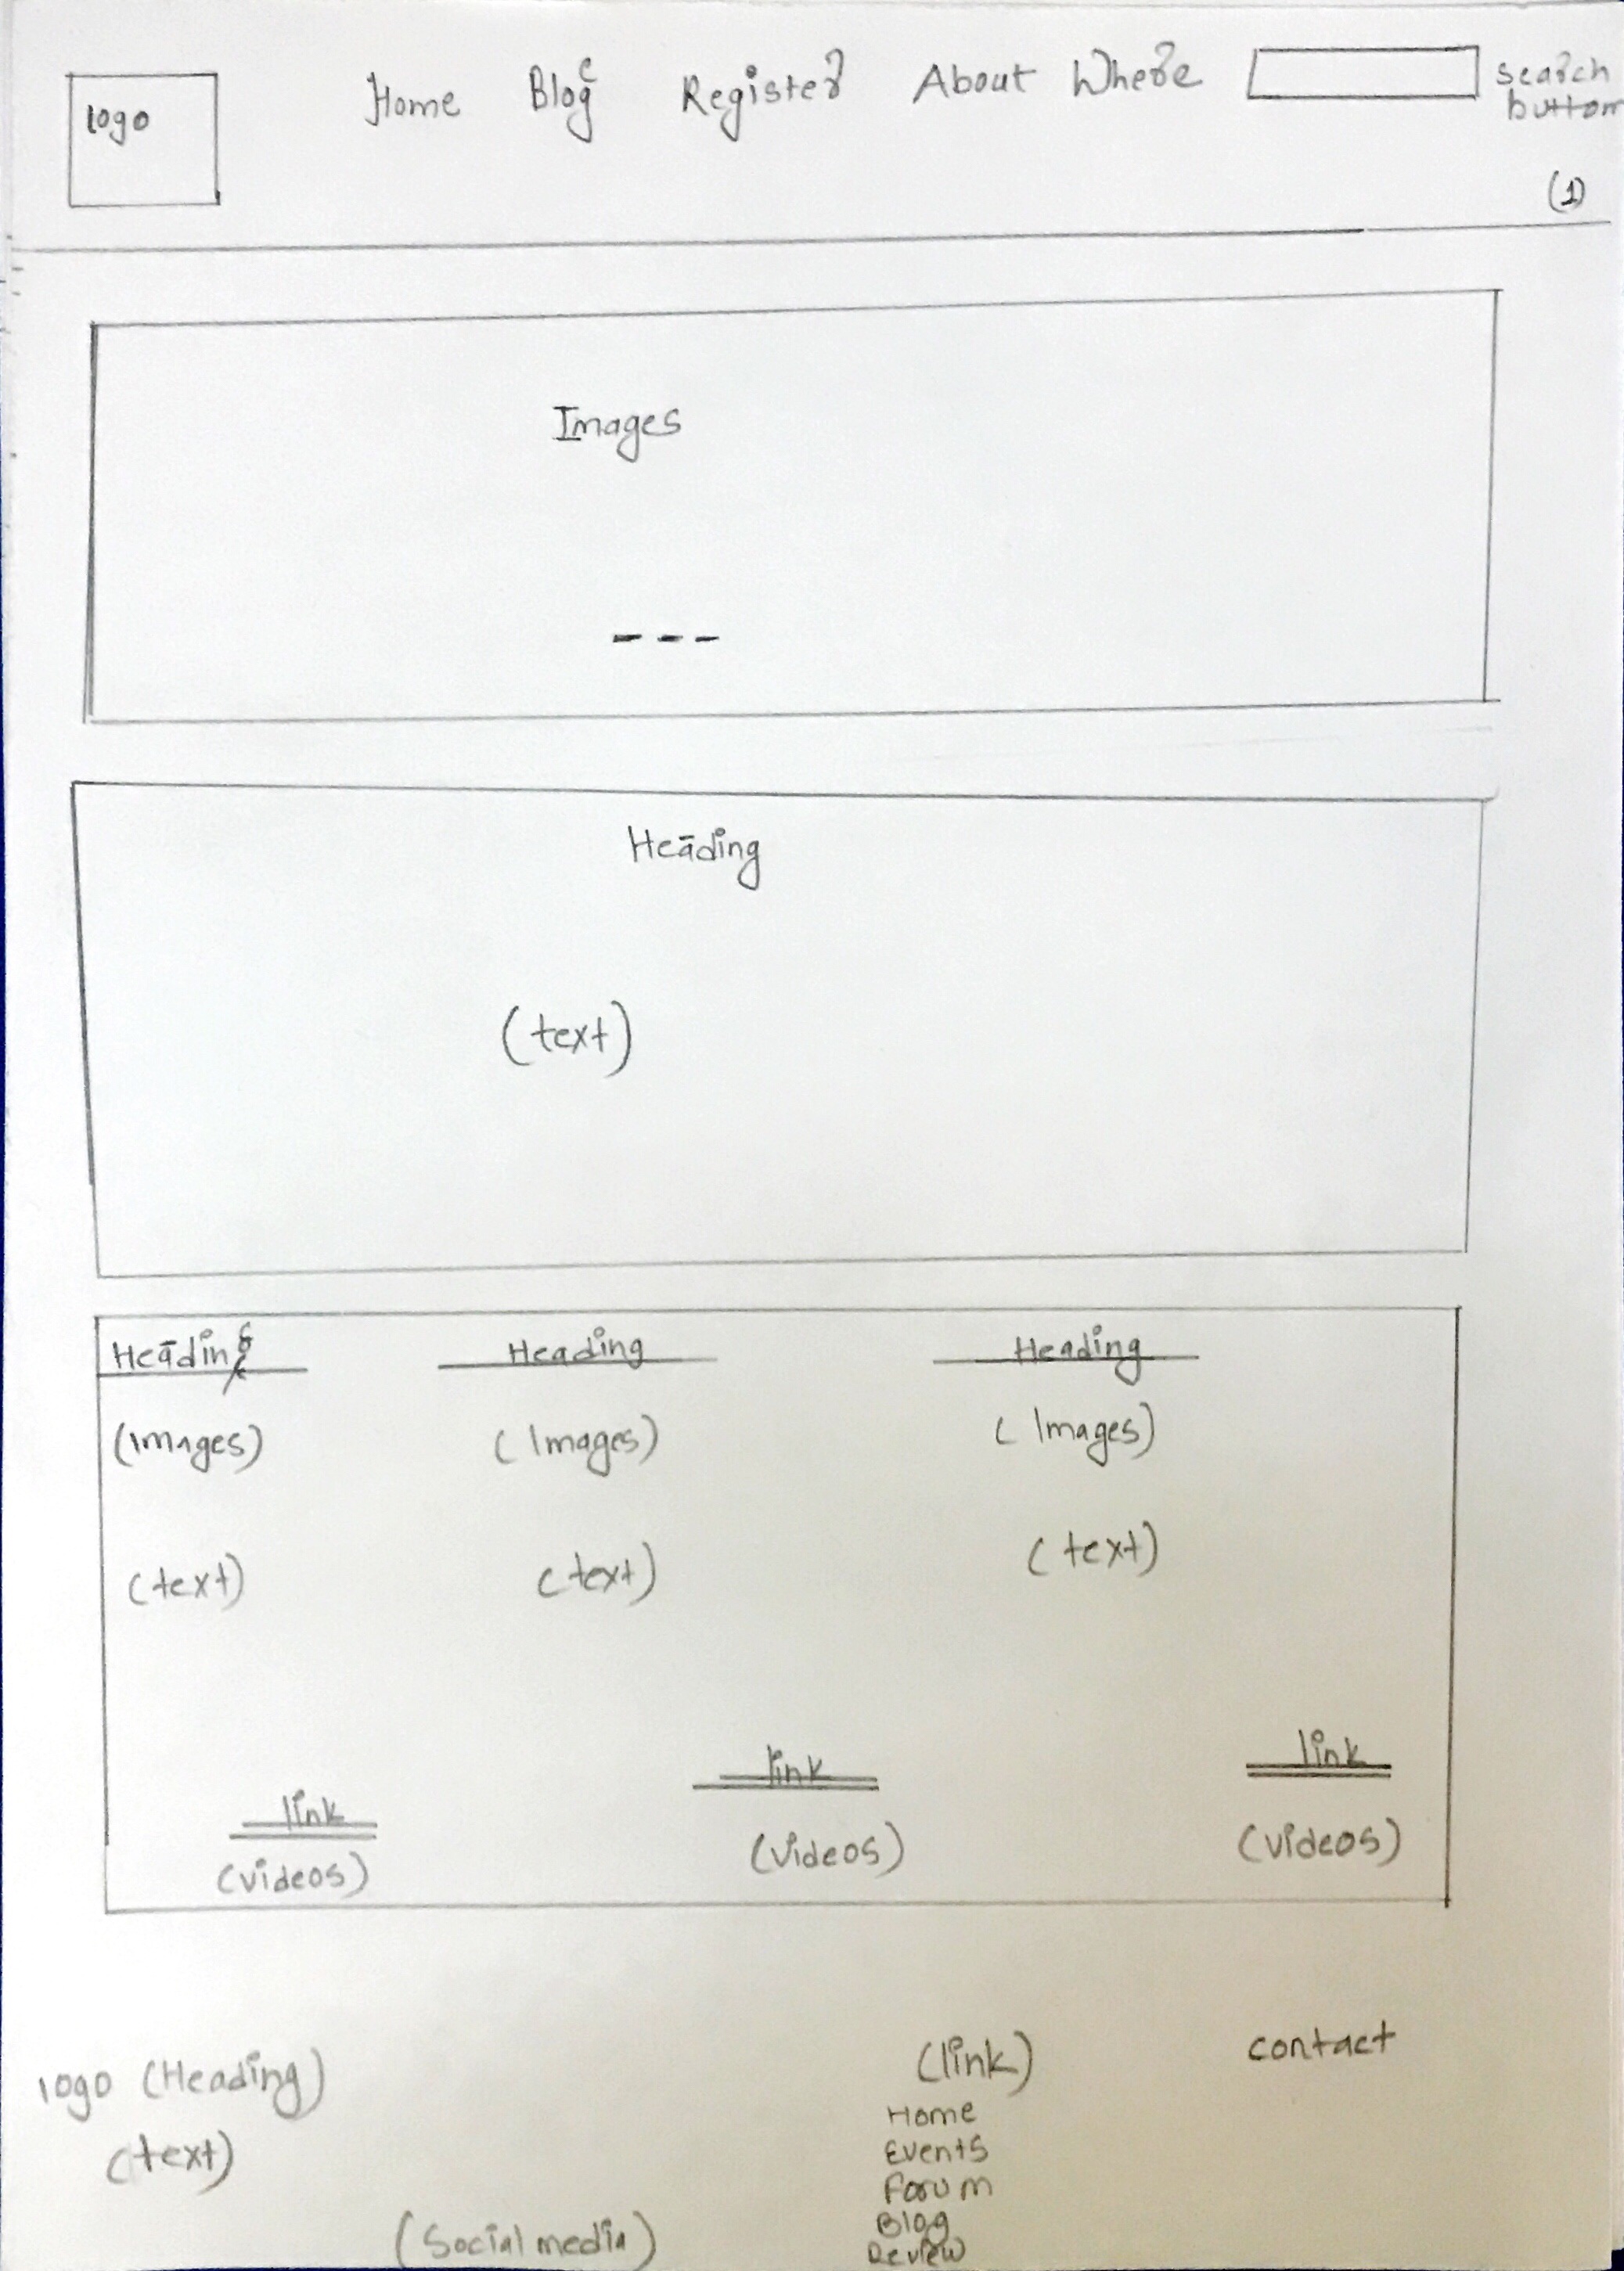 logo
Home Blog Register About Where
search
button
(1)
Images
Heading
(text)
Heading Heading Heading
(Images) (Images) (Images)
(text) (text) (text)
link link link
(videos) (videos) (videos)
logo (Heading) (link) contact
(text)
Home
Events
Forum
Blog
Review
(Social media)